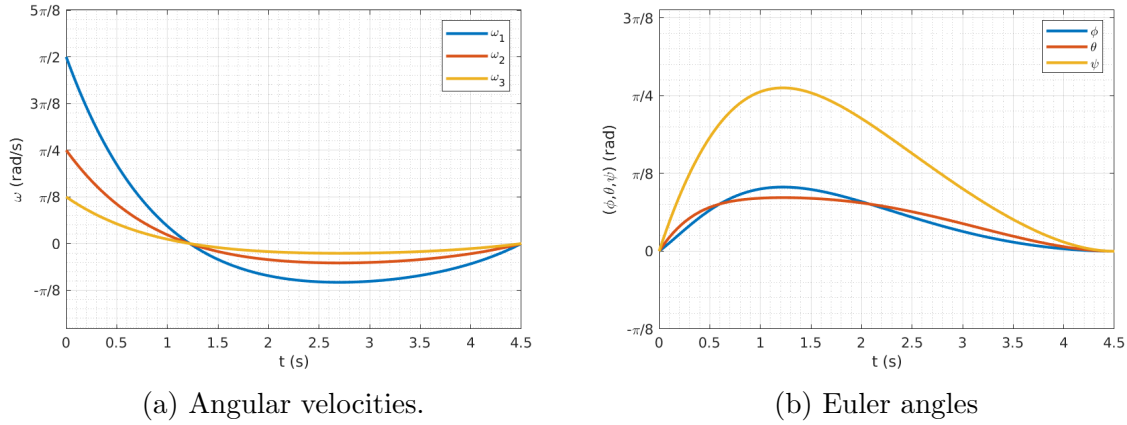 5π/8
π/2
3π/8
π/4
π/8
0
-π/8
ω (rad/s)
ω1
ω2
ω3
0 0.5 1 1.5 2 2.5 3 3.5 4 4.5
t (s)
(a) Angular velocities.
3π/8
π/4
π/8
0
-π/8
(ϕ,θ,ψ) (rad)
ϕ
θ
ψ
0 0.5 1 1.5 2 2.5 3 3.5 4 4.5
t (s)
(b) Euler angles